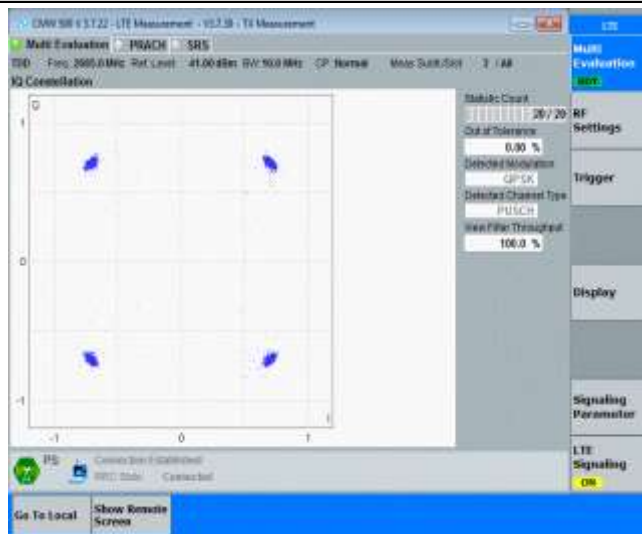 CMW 500 V 3.7.22 - LTE Measurement - V3.7.30 - TX Measurement
LTE
Multi Evaluation PRACH SRS
TDD Freq: 2605.0 MHz Ref. Level: 41.00 dBm BW: 10.0 MHz CP: Normal Meas Subfr./Slot: 2 / All
IQ Constellation
Q
1
0
-1
-1 0 1
I
Statistic Count
20 / 20
Out of Tolerance
0.00 %
Detected Modulation
QPSK
Detected Channel Type
PUSCH
View Filter Throughput
100.0 %
Multi
Evaluation
RDY
RF
Settings
Trigger
Display
Signaling
Parameter
LTE
Signaling
ON
PS Connection Established
RRC State Connected
Go To Local
Show Remote
Screen